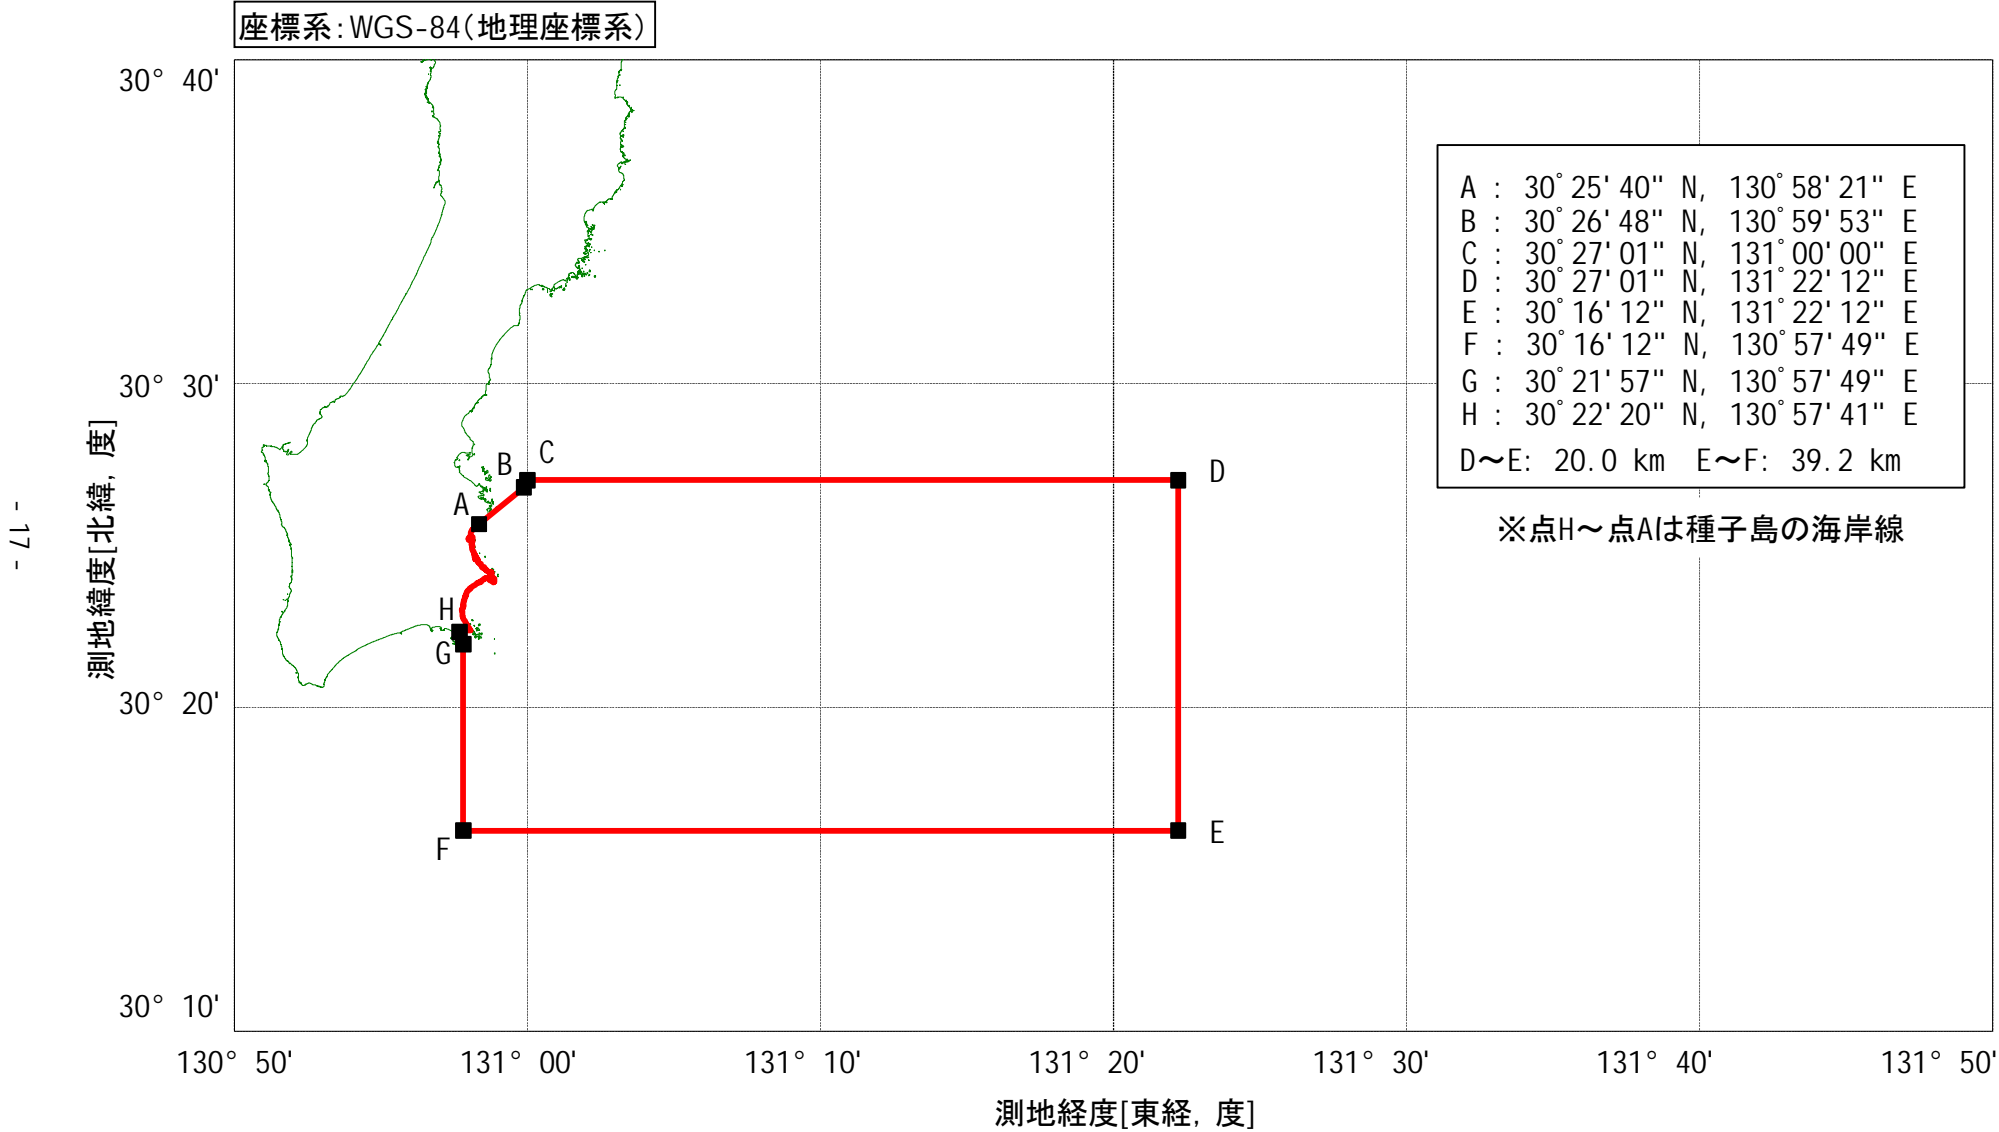 座標系:WGS-84(地理座標系)
30° 40'
30° 30'
30° 20'
30° 10'
測地緯度[北緯, 度]
- 17 -
A : 30°25'40" N, 130°58'21" E
B : 30°26'48" N, 130°59'53" E
C : 30°27'01" N, 131°00'00" E
D : 30°27'01" N, 131°22'12" E
E : 30°16'12" N, 131°22'12" E
F : 30°16'12" N, 130°57'49" E
G : 30°21'57" N, 130°57'49" E
H : 30°22'20" N, 130°57'41" E
D～E: 20.0 km E～F: 39.2 km
※点H～点Aは種子島の海岸線
C
B
D
A
H
G
F
E
130° 50'
131° 00'
131° 10'
131° 20'
131° 30'
131° 40'
131° 50'
測地経度[東経, 度]